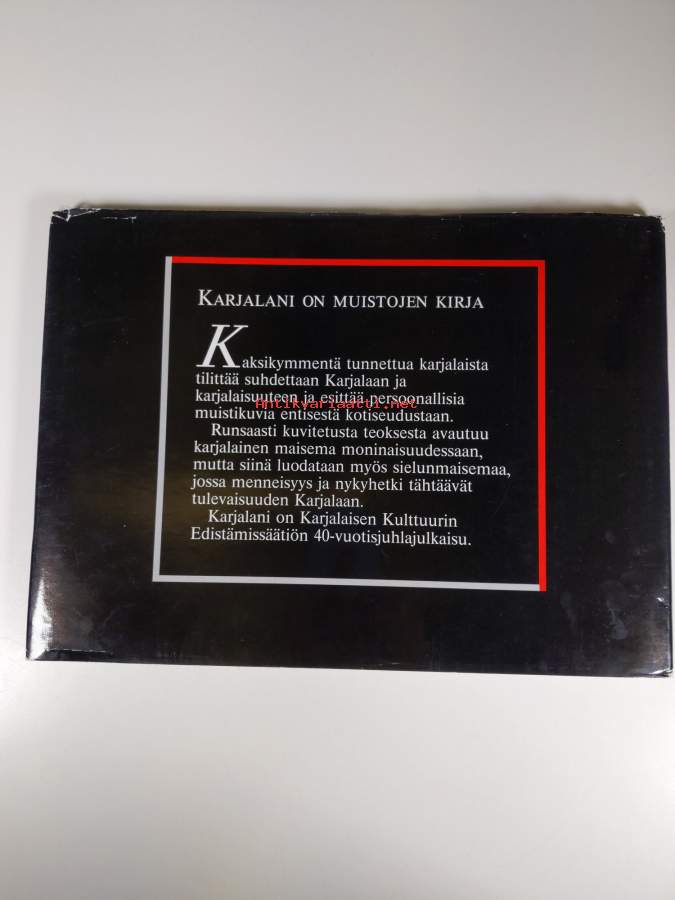 KARJALANI ON MUISTOJEN KIRJA
Kaksikymmentä tunnettua karjalaista
tilittää suhdettaan Karjalaan ja
karjalaisuuteen ja esittää persoonallisia
Antikvariaatti.net
muistikuvia entisestä kotiseudustaan.
Runsaasti kuvitetusta teoksesta avautuu
karjalainen maisema moninaisuudessaan,
mutta siinä luodataan myös sielunmaisemaa,
jossa menneisyys ja nykyhetki tähtäävät
tulevaisuuden Karjalaan.
Karjalani on Karjalaisen Kulttuurin
Edistämissäätiön 40-vuotisjuhlajulkaisu.